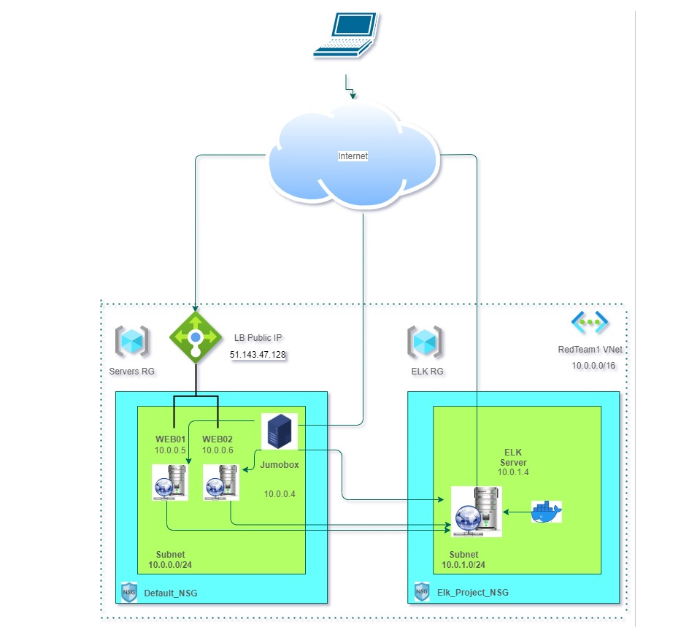 Internet
LB Public IP
51.143.47.128
Servers RG
ELK RG
RedTeam1 VNet
10.0.0.0/16
WEB01
10.0.0.5
WEB02
10.0.0.6
Jumobox
10.0.0.4
Subnet
10.0.0.0/24
NSG
Default_NSG
ELK
Server
10.0.1.4
Subnet
10.0.1.0/24
NSG
Elk_Project_NSG